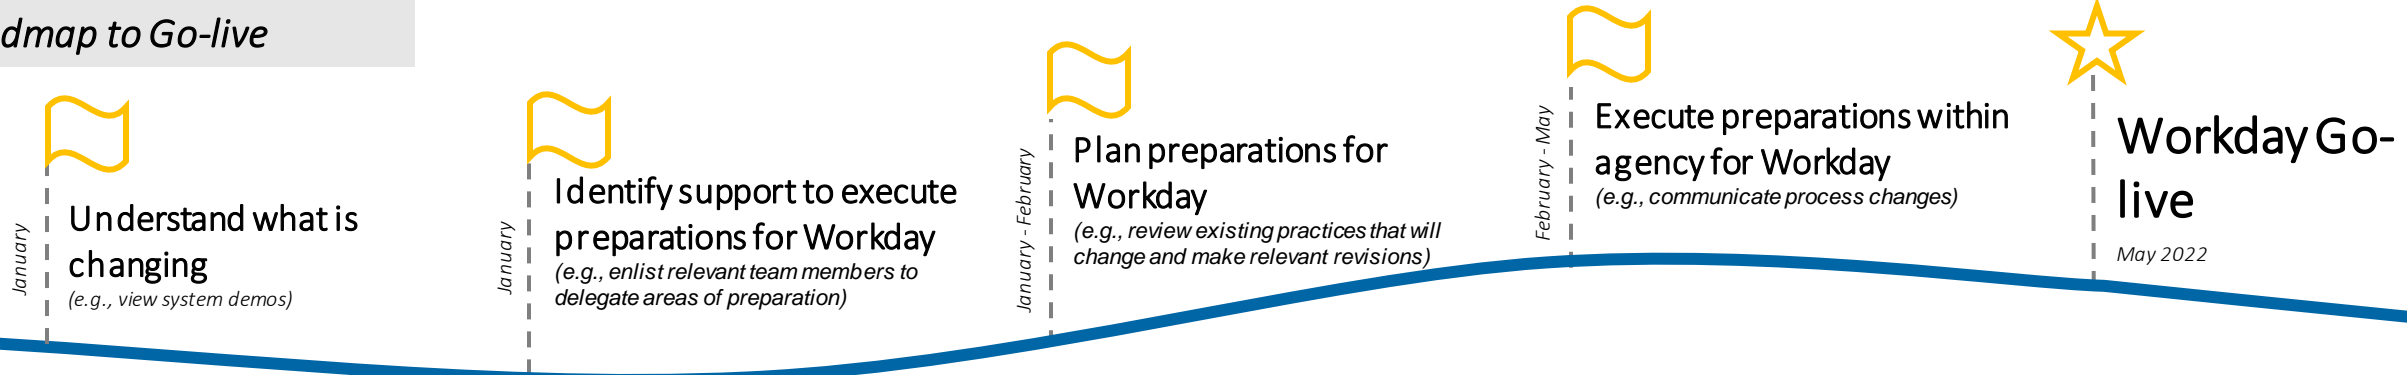 dmap to Go-live
January
Understand what is
changing
(e.g., view system demos)
January
Identify support to execute
preparations for Workday
(e.g., enlist relevant team members to
delegate areas of preparation)
January - February
Plan preparations for
Workday
(e.g., review existing practices that will
change and make relevant revisions)
February - May
Execute preparations within
agency for Workday
(e.g., communicate process changes)
Workday Go-
live
May 2022